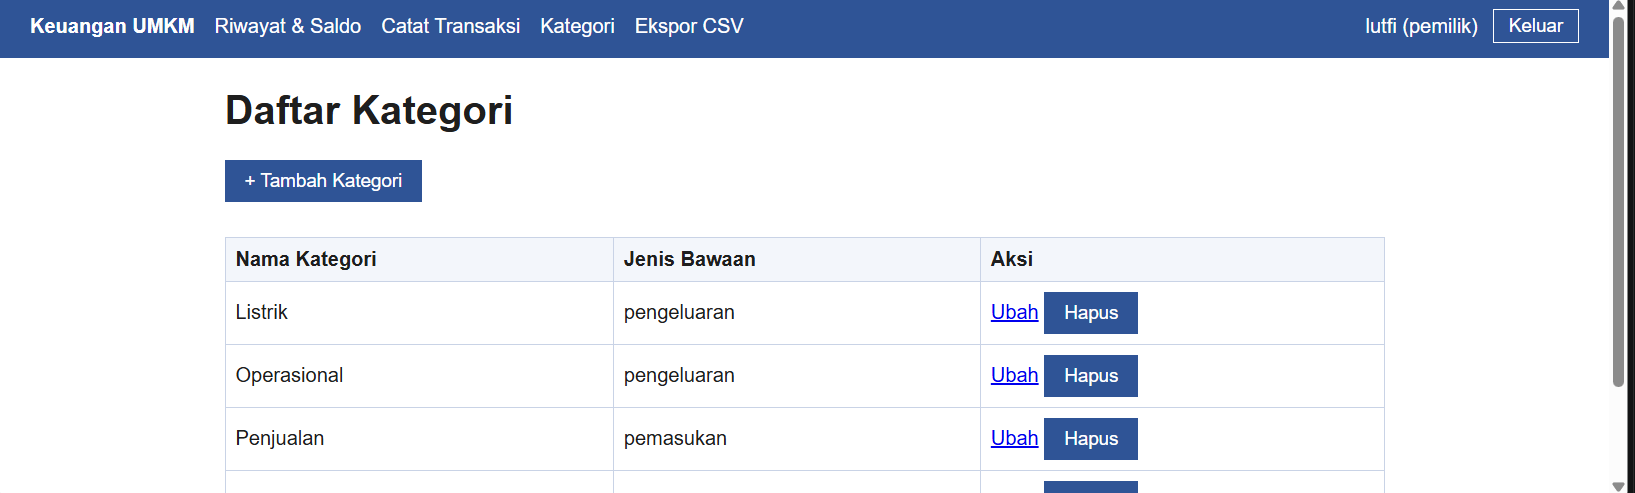 Keuangan UMKM Riwayat & Saldo Catat Transaksi Kategori Ekspor CSV lutfi (pemilik) Keluar
Daftar Kategori
+ Tambah Kategori
Nama Kategori Jenis Bawaan Aksi
Listrik pengeluaran Ubah Hapus
Operasional pengeluaran Ubah Hapus
Penjualan pemasukan Ubah Hapus